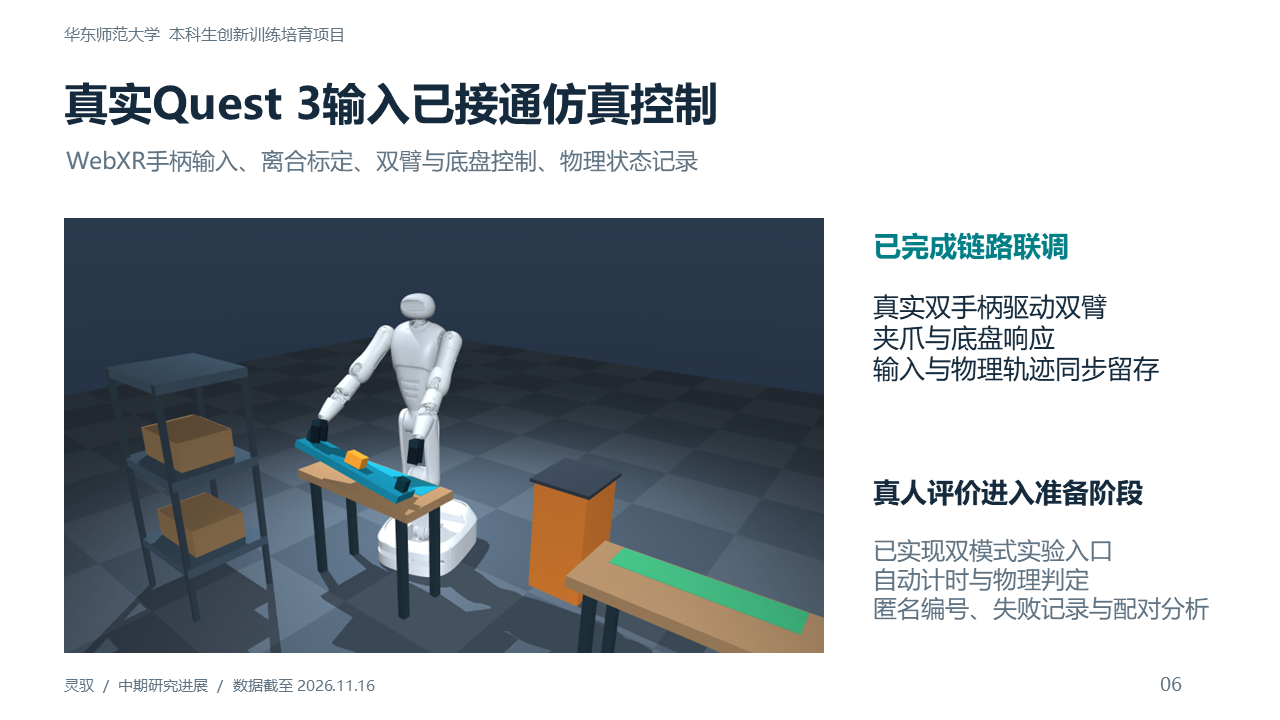 华东师范大学 本科生创新训练培育项目
真实Quest 3输入已接通仿真控制
WebXR手柄输入、离合标定、双臂与底盘控制、物理状态记录
已完成链路联调
真实双手柄驱动双臂
夹爪与底盘响应
输入与物理轨迹同步留存
真人评价进入准备阶段
已实现双模式实验入口
自动计时与物理判定
匿名编号、失败记录与配对分析
灵驭 / 中期研究进展 / 数据截至 2026.11.16
06